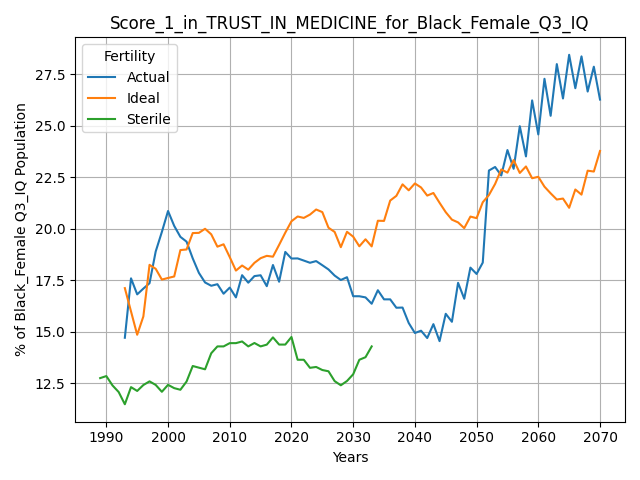 Score_1_in_TRUST_IN_MEDICINE_for_Black_Female_Q3_IQ
Fertility
Actual
Ideal
Sterile
% of Black_Female Q3_IQ Population
27.5
25.0
22.5
20.0
17.5
15.0
12.5
1990 2000 2010 2020 2030 2040 2050 2060 2070
Years